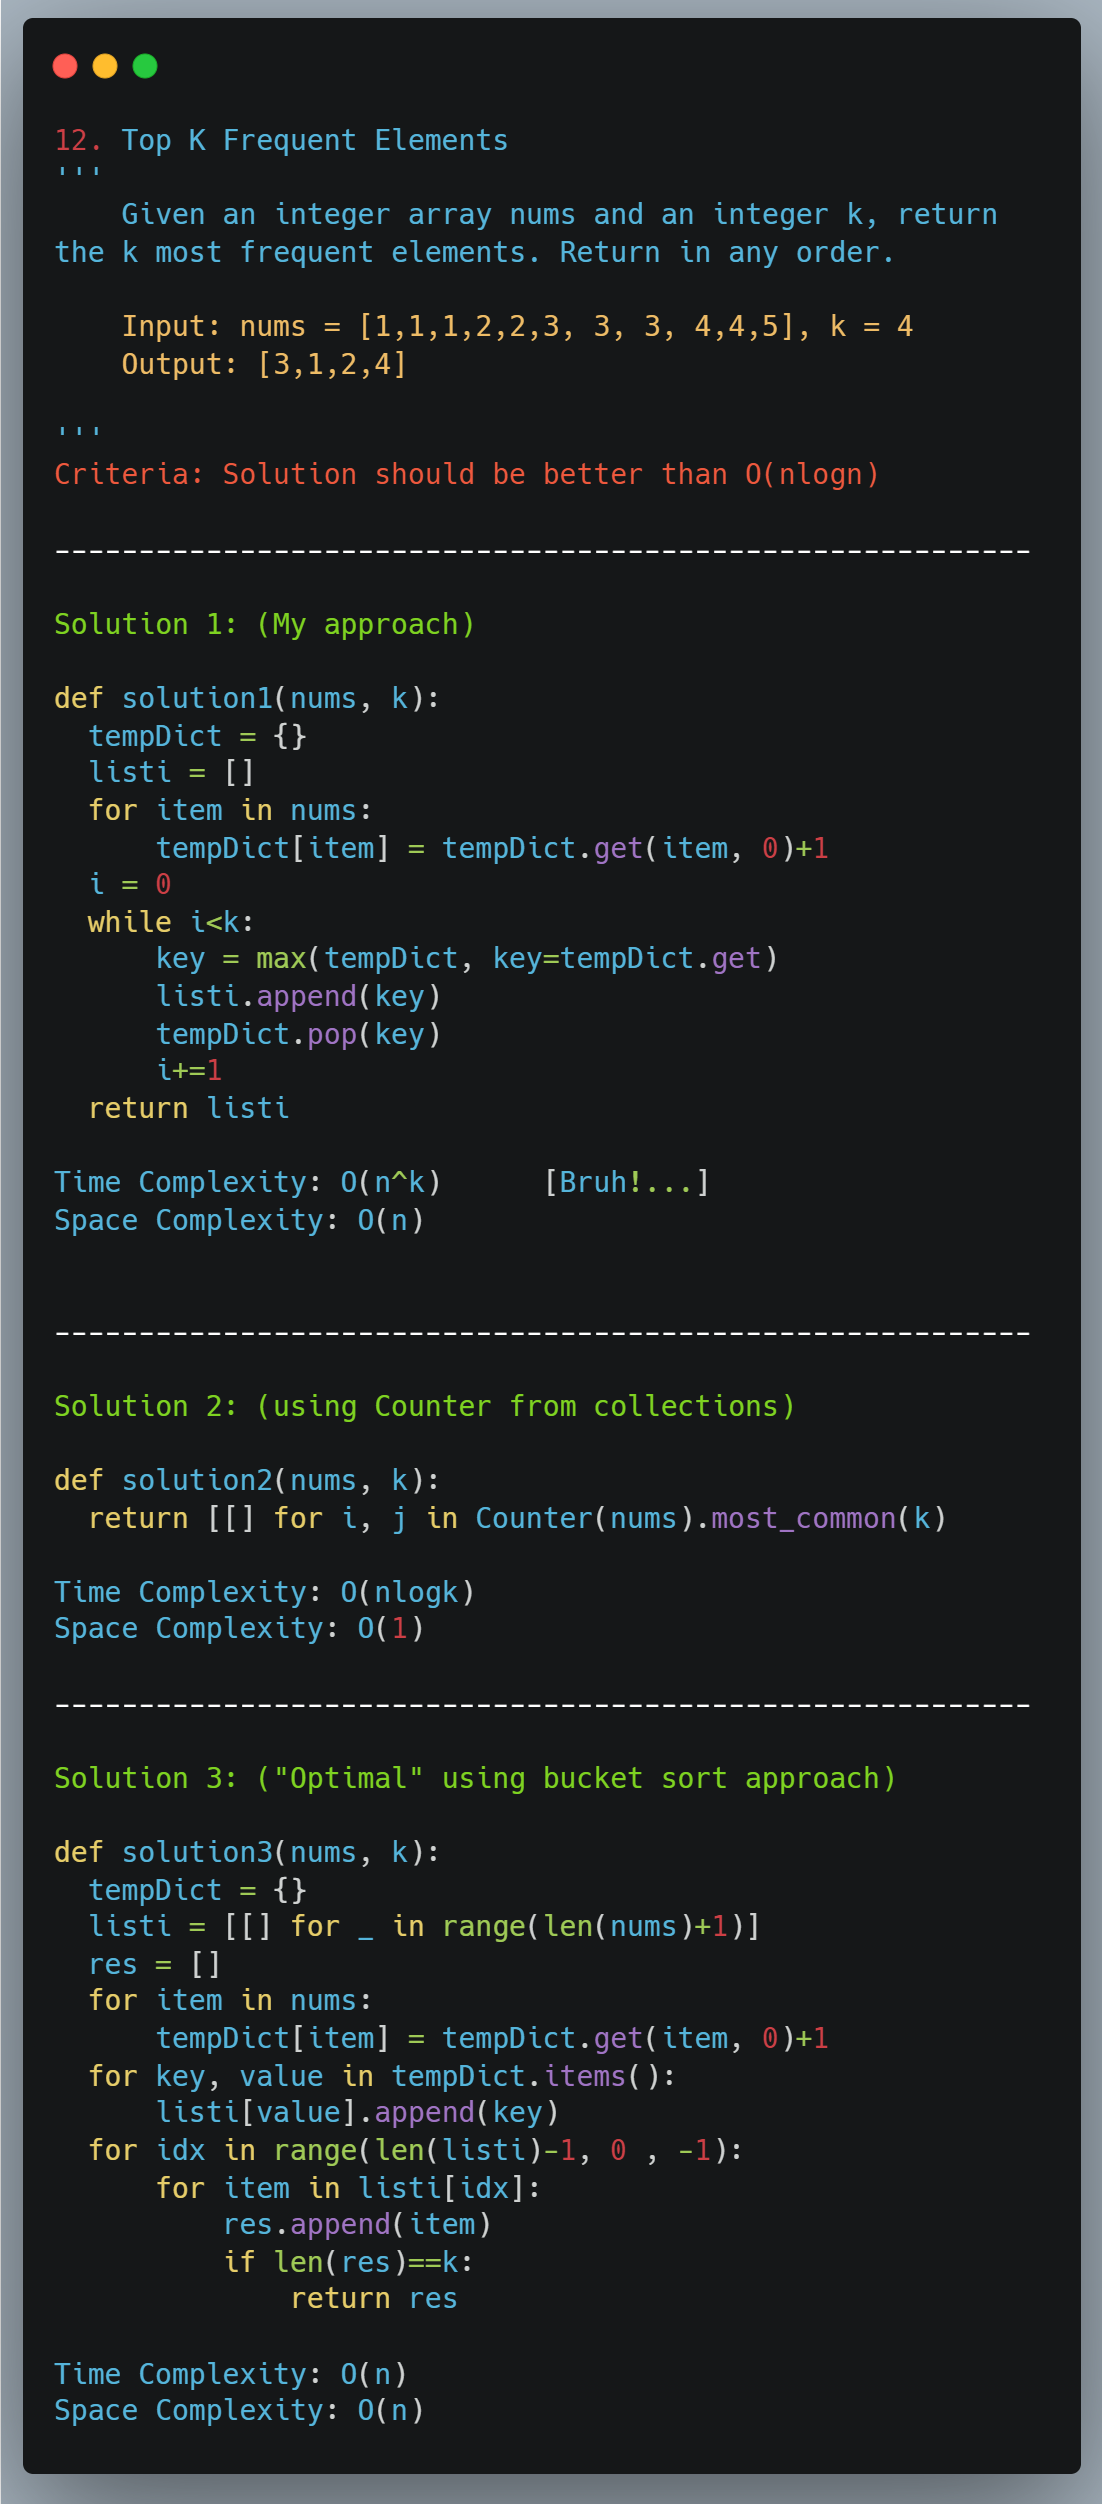 12. Top K Frequent Elements
'''
    Given an integer array nums and an integer k, return
the k most frequent elements. Return in any order.

    Input: nums = [1,1,1,2,2,3, 3, 3, 4,4,5], k = 4
    Output: [3,1,2,4]

'''
Criteria: Solution should be better than O(nlogn)

----------------------------------------------------------

Solution 1: (My approach)

def solution1(nums, k):
  tempDict = {}
  listi = []
  for item in nums:
      tempDict[item] = tempDict.get(item, 0)+1
  i = 0
  while i<k:
      key = max(tempDict, key=tempDict.get)
      listi.append(key)
      tempDict.pop(key)
      i+=1
  return listi

Time Complexity: O(n^k)      [Bruh!...]
Space Complexity: O(n)


----------------------------------------------------------

Solution 2: (using Counter from collections)

def solution2(nums, k):
  return [[] for i, j in Counter(nums).most_common(k)

Time Complexity: O(nlogk)
Space Complexity: O(1)

----------------------------------------------------------

Solution 3: ("Optimal" using bucket sort approach)

def solution3(nums, k):
  tempDict = {}
  listi = [[] for _ in range(len(nums)+1)]
  res = []
  for item in nums:
      tempDict[item] = tempDict.get(item, 0)+1
  for key, value in tempDict.items():
      listi[value].append(key)
  for idx in range(len(listi)-1, 0 , -1):
      for item in listi[idx]:
          res.append(item)
          if len(res)==k:
              return res

Time Complexity: O(n)
Space Complexity: O(n)